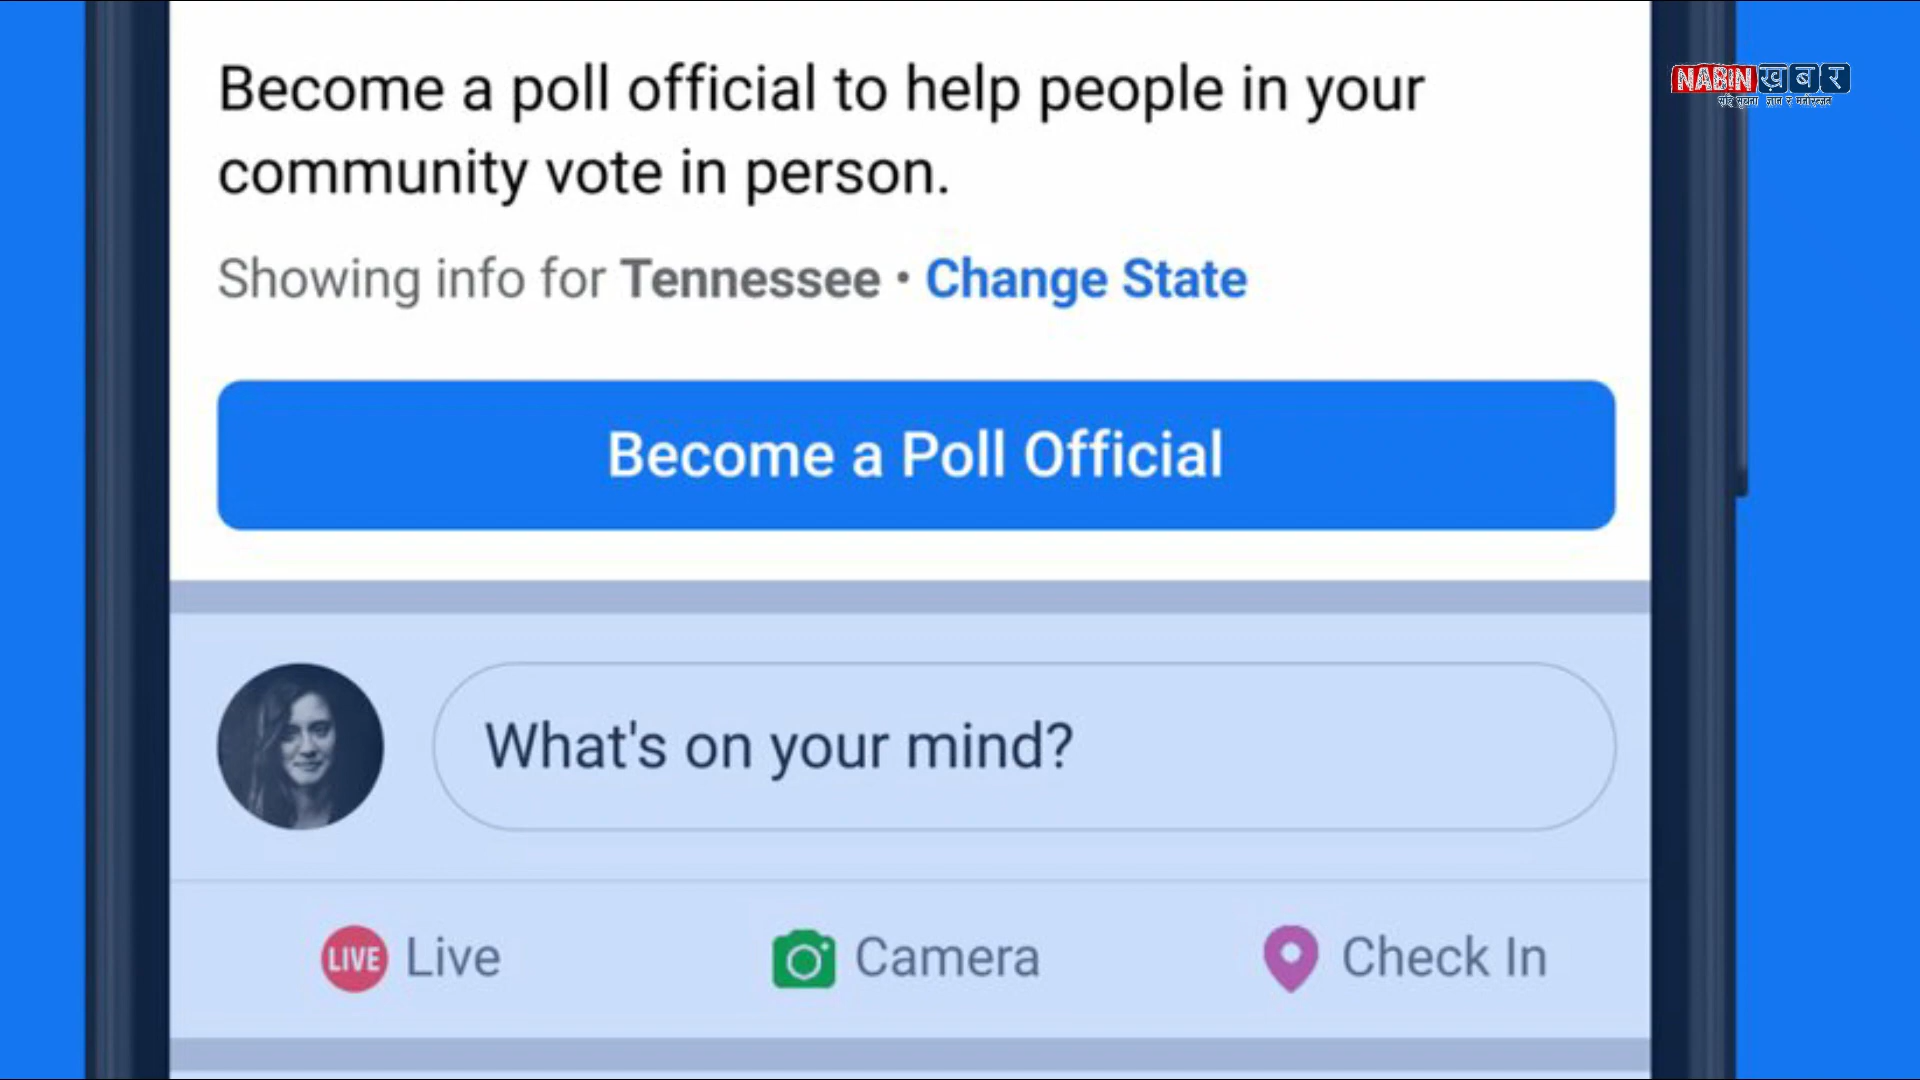 Become a poll official to help people in your
community vote in person.
Showing info for Tennessee • Change State
Become a Poll Official
What's on your mind?
LIVE Live
Camera
Check In
NABIN ख़बर